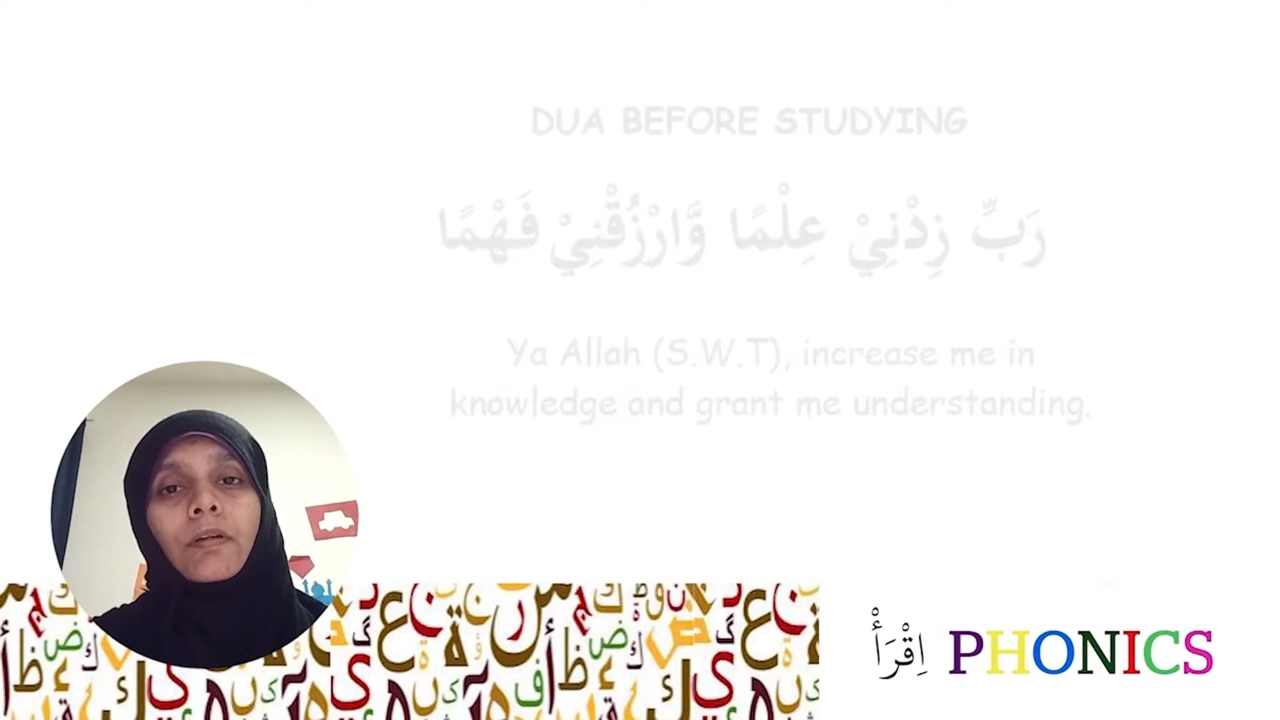 DUA BEFORE STUDYING
رَبِّ زِدْنِيْ عِلْمًا وَّارْزُقْنِيْ فَهْمًا
Ya Allah (S.W.T), increase me in
knowledge and grant me understanding.
اِقْرَأْ PHONICS